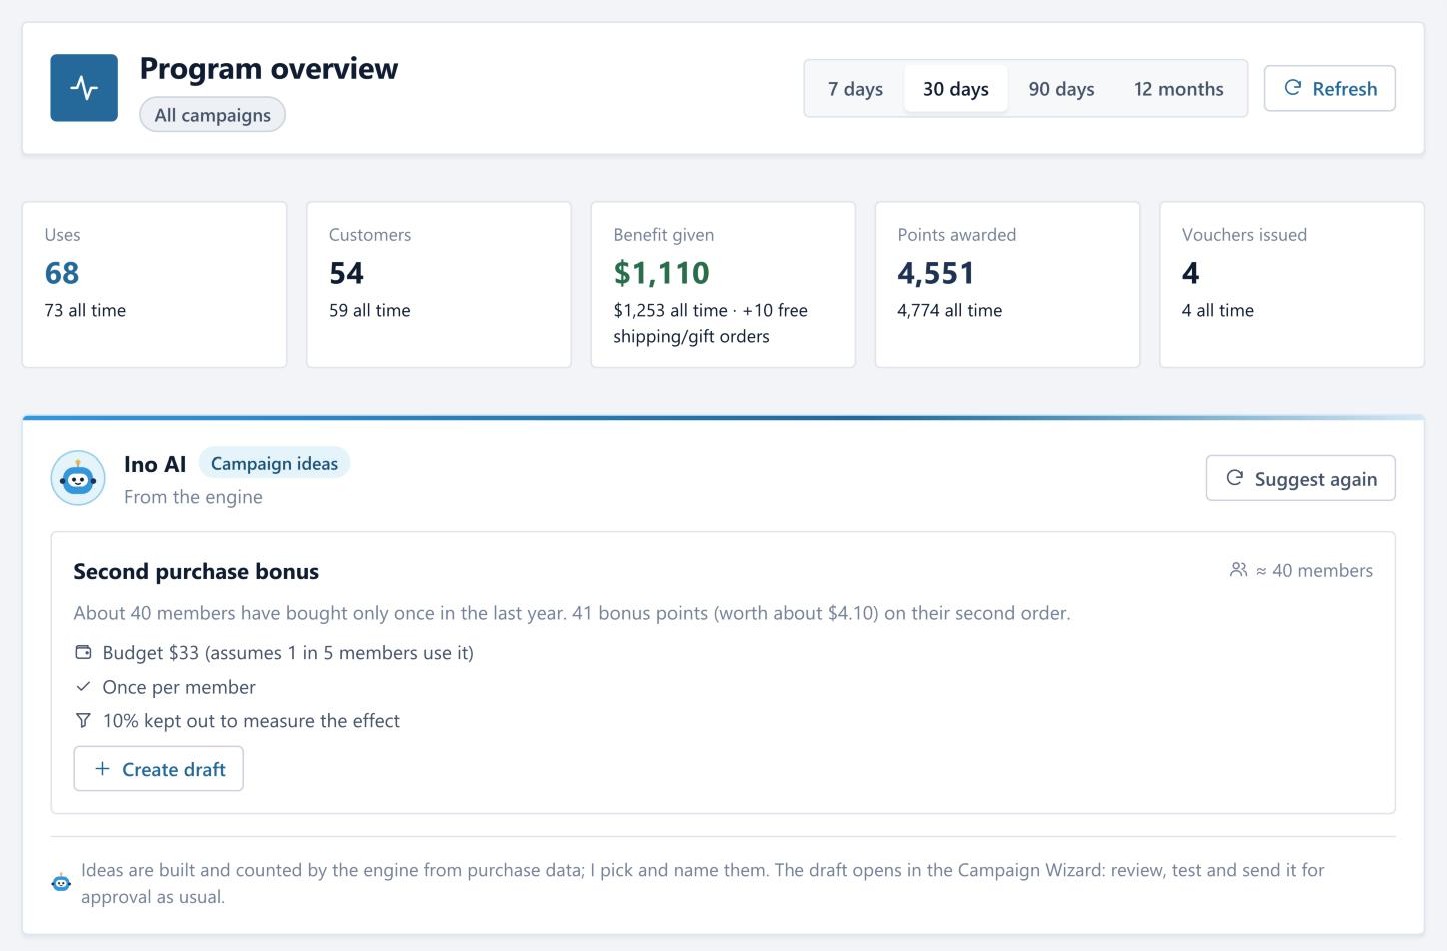 Program overview
All campaigns
7 days
30 days
90 days
12 months
Refresh
Uses
68
73 all time
Customers
54
59 all time
Benefit given
$1,110
$1,253 all time · +10 free
shipping/gift orders
Points awarded
4,551
4,774 all time
Vouchers issued
4
4 all time
Ino AI
Campaign ideas
From the engine
Suggest again
Second purchase bonus
≈ 40 members
About 40 members have bought only once in the last year. 41 bonus points (worth about $4.10) on their second order.
Budget $33 (assumes 1 in 5 members use it)
Once per member
10% kept out to measure the effect
Create draft
Ideas are built and counted by the engine from purchase data; I pick and name them. The draft opens in the Campaign Wizard: review, test and send it for
approval as usual.